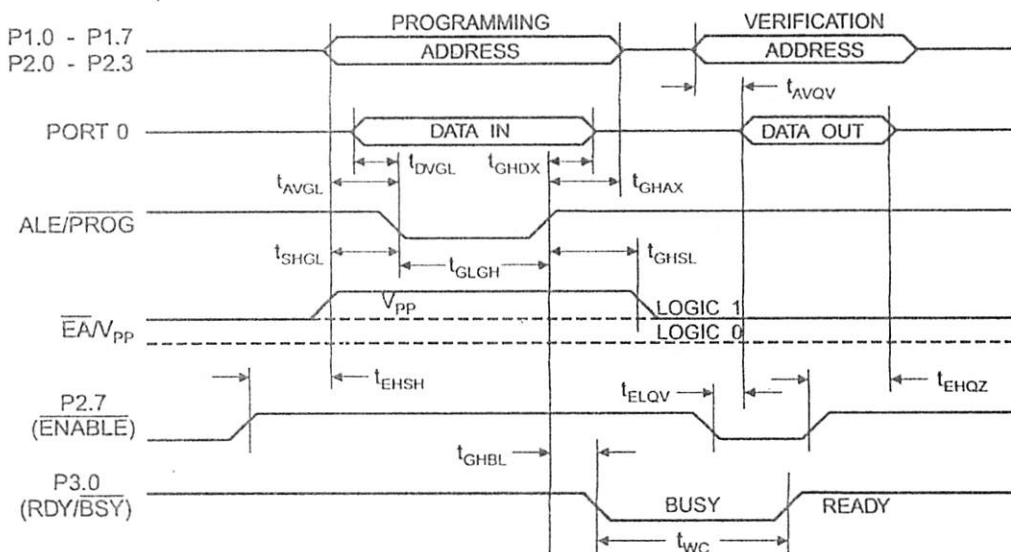 PROGRAMMING VERIFICATION
P1.0 - P1.7
P2.0 - P2.3
ADDRESS ADDRESS
tAVQV
PORT 0 DATA IN DATA OUT
tDVGL tGHDX
tAVGL tGHAX
ALE/PROG
tSHGL tGLGH tGHSL
VPP LOGIC 1
EA/VPP LOGIC 0
tEHSH tELQV tEHQZ
P2.7
(ENABLE)
tGHBL
P3.0
(RDY/BSY) BUSY READY
tWC